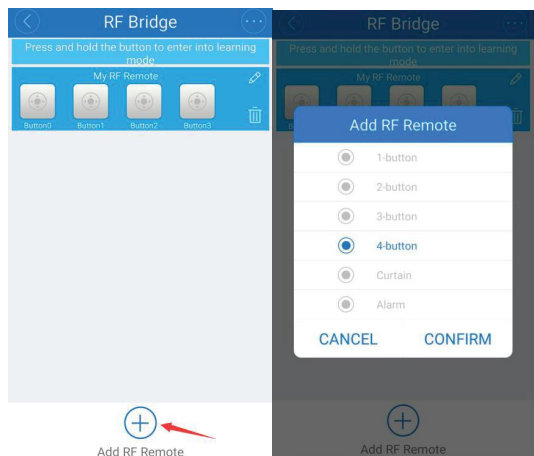 RF Bridge
Press and hold the button to enter into learning
mode
My RF Remote
Button0 Button1 Button2 Button3
Add RF Remote
RF Bridge
Press and hold the button to enter into learning
mode
My RF Remote
Add RF Remote
1-button
2-button
3-button
4-button
Curtain
Alarm
CANCEL CONFIRM
Add RF Remote